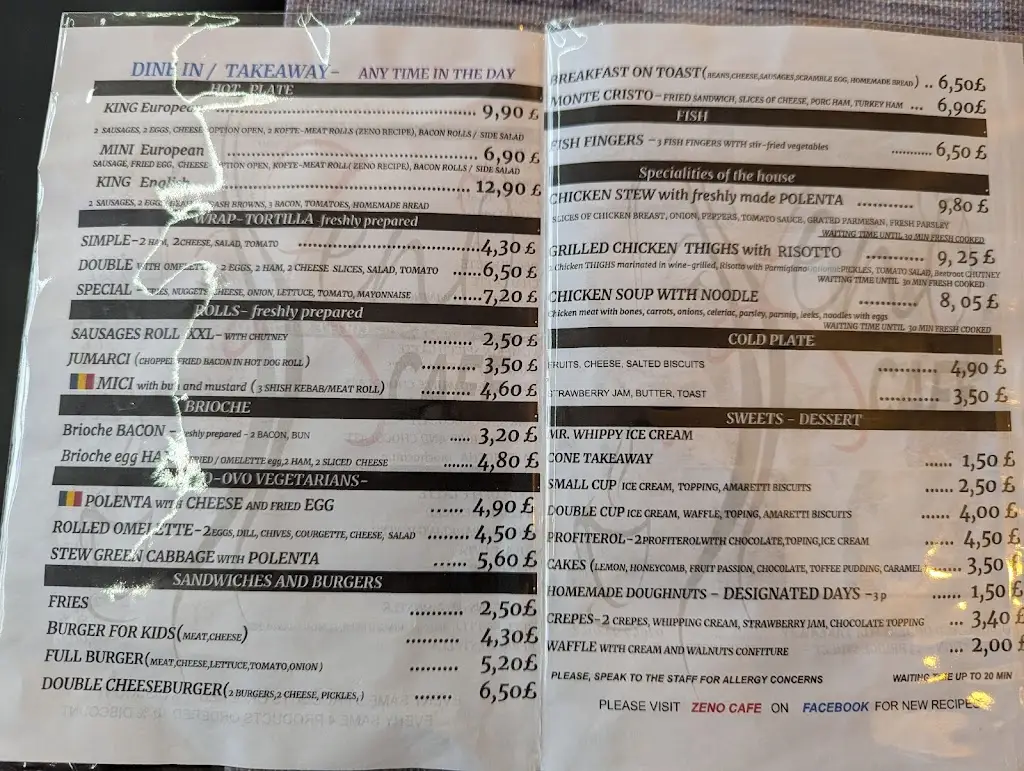 DINE IN / TAKEAWAY- ANY TIME IN THE DAY
HOT PLATE
KING European ........ 9,90 £
2 SAUSAGES, 2 EGGS, CHEESE OPTION OPEN, 2 KOFTE-MEAT ROLLS (ZENO RECIPE), BACON ROLLS / SIDE SALAD
MINI European ........ 6,90 £
SAUSAGE, FRIED EGG, CHEESE OPTION OPEN, KOFTE-MEAT ROLL( ZENO RECIPE), BACON ROLLS / SIDE SALAD
KING English ........ 12,90 £
2 SAUSAGES, 2 EGGS, HASH BROWNS, 3 BACON, TOMATOES, HOMEMADE BREAD
WRAP-TORTILLA freshly prepared
SIMPLE-2 HAM, 2CHEESE, SALAD, TOMATO ........ 4,30 £
DOUBLE WITH OMELETTE- 2 EGGS, 2 HAM, 2 CHEESE SLICES, SALAD, TOMATO ......6,50 £
SPECIAL - NUGGETS, CHEESE, ONION, LETTUCE, TOMATO, MAYONNAISE ......7,20 £
ROLLS- freshly prepared
SAUSAGES ROLL XXL- WITH CHUTNEY .......... 2,50 £
JUMARCI (CHOPPED FRIED BACON IN HOT DOG ROLL ) .......... 3,50 £
MICI with bun and mustard ( 3 SHISH KEBAB/MEAT ROLL) .......... 4,60 £
BRIOCHE
Brioche BACON - freshly prepared - 2 BACON, BUN ..... 3,20 £
Brioche egg HAM FRIED / OMELETTE egg,2 HAM, 2 SLICED CHEESE ..... 4,80 £
-OVO VEGETARIANS-
POLENTA WITH CHEESE AND FRIED EGG ...... 4,90 £
ROLLED OMELETTE-2EGGS, DILL, CHIVES, COURGETTE, CHEESE, SALAD ........ 4,50 £
STEW GREEN CABBAGE WITH POLENTA ...... 5,60 £
SANDWICHES AND BURGERS
FRIES ........... 2,50£
BURGER FOR KIDS(MEAT,CHEESE) .......... 4,30£
FULL BURGER(MEAT,CHEESE,LETTUCE,TOMATO,ONION ) .......... 5,20£
DOUBLE CHEESEBURGER(2 BURGERS,2 CHEESE, PICKLES, ) ........ 6,50£
BREAKFAST ON TOAST(BEANS,CHEESE,SAUSAGES,SCRAMBLE EGG, HOMEMADE BREAD) .. 6,50£
MONTE CRISTO-FRIED SANDWICH, SLICES OF CHEESE, PORC HAM, TURKEY HAM ... 6,90£
FISH
FISH FINGERS -3 FISH FINGERS WITH stir-fried vegetables ........... 6,50 £
Specialities of the house
CHICKEN STEW with freshly made POLENTA ........... 9,80 £
SLICES OF CHICKEN BREAST, ONION, PEPPERS, TOMATO SAUCE, GRATED PARMESAN, FRESH PARSLEY
WAITING TIME UNTIL 30 MIN FRESH COOKED
GRILLED CHICKEN THIGHS with RISOTTO ........... 9, 25 £
2 Chicken THIGHS marinated in wine-grilled, Risotto with Parmigiano PICKLES, TOMATO SALAD, Beetroot CHUTNEY
WAITING TIME UNTIL 30 MIN FRESH COOKED
CHICKEN SOUP WITH NOODLE ........... 8, 05 £
Chicken meat with bones, carrots, onions, celeriac, parsley, parsnip, leeks, noodles with eggs
WAITING TIME UNTIL 30 MIN FRESH COOKED
COLD PLATE
FRUITS, CHEESE, SALTED BISCUITS ........... 4,90 £
STRAWBERRY JAM, BUTTER, TOAST ........... 3,50 £
SWEETS - DESSERT
MR. WHIPPY ICE CREAM
CONE TAKEAWAY ...... 1,50 £
SMALL CUP ICE CREAM, TOPPING, AMARETTI BISCUITS ...... 2,50 £
DOUBLE CUP ICE CREAM, WAFFLE, TOPING, AMARETTI BISCUITS ...... 4,00 £
PROFITEROL-2PROFITEROLWITH CHOCOLATE,TOPING,ICE CREAM ... 4,50 £
CAKES (LEMON, HONEYCOMB, FRUIT PASSION, CHOCOLATE, TOFFEE PUDDING, CARAMEL) ... 3,50
HOMEMADE DOUGHNUTS - DESIGNATED DAYS -3 p ...... 1,50 £
CREPES-2 CREPES, WHIPPING CREAM, STRAWBERRY JAM, CHOCOLATE TOPPING ... 3,40 £
WAFFLE WITH CREAM AND WALNUTS CONFITURE ... 2,00 £
PLEASE, SPEAK TO THE STAFF FOR ALLERGY CONCERNS WAITING TIME UP TO 20 MIN
PLEASE VISIT ZENO CAFE ON FACEBOOK FOR NEW RECIPES